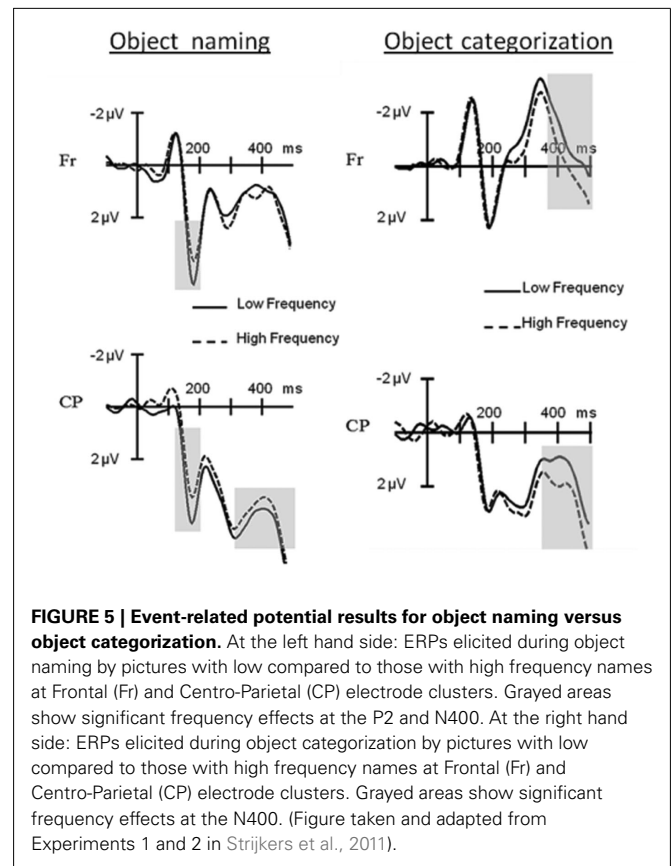 Object naming
Object categorization
-2µV
200
400
ms
Fr
2µV
-2µV
200
400
ms
Fr
2µV
Low Frequency
High Frequency
Low Frequency
High Frequency
-2µV
200
400
ms
CP
2µV
-2µV
200
400
ms
CP
2µV
FIGURE 5 | Event-related potential results for object naming versus
object categorization. At the left hand side: ERPs elicited during object
naming by pictures with low compared to those with high frequency names
at Frontal (Fr) and Centro-Parietal (CP) electrode clusters. Grayed areas
show significant frequency effects at the P2 and N400. At the right hand
side: ERPs elicited during object categorization by pictures with low
compared to those with high frequency names at Frontal (Fr) and
Centro-Parietal (CP) electrode clusters. Grayed areas show significant
frequency effects at the N400. (Figure taken and adapted from
Experiments 1 and 2 in Strijkers et al., 2011).